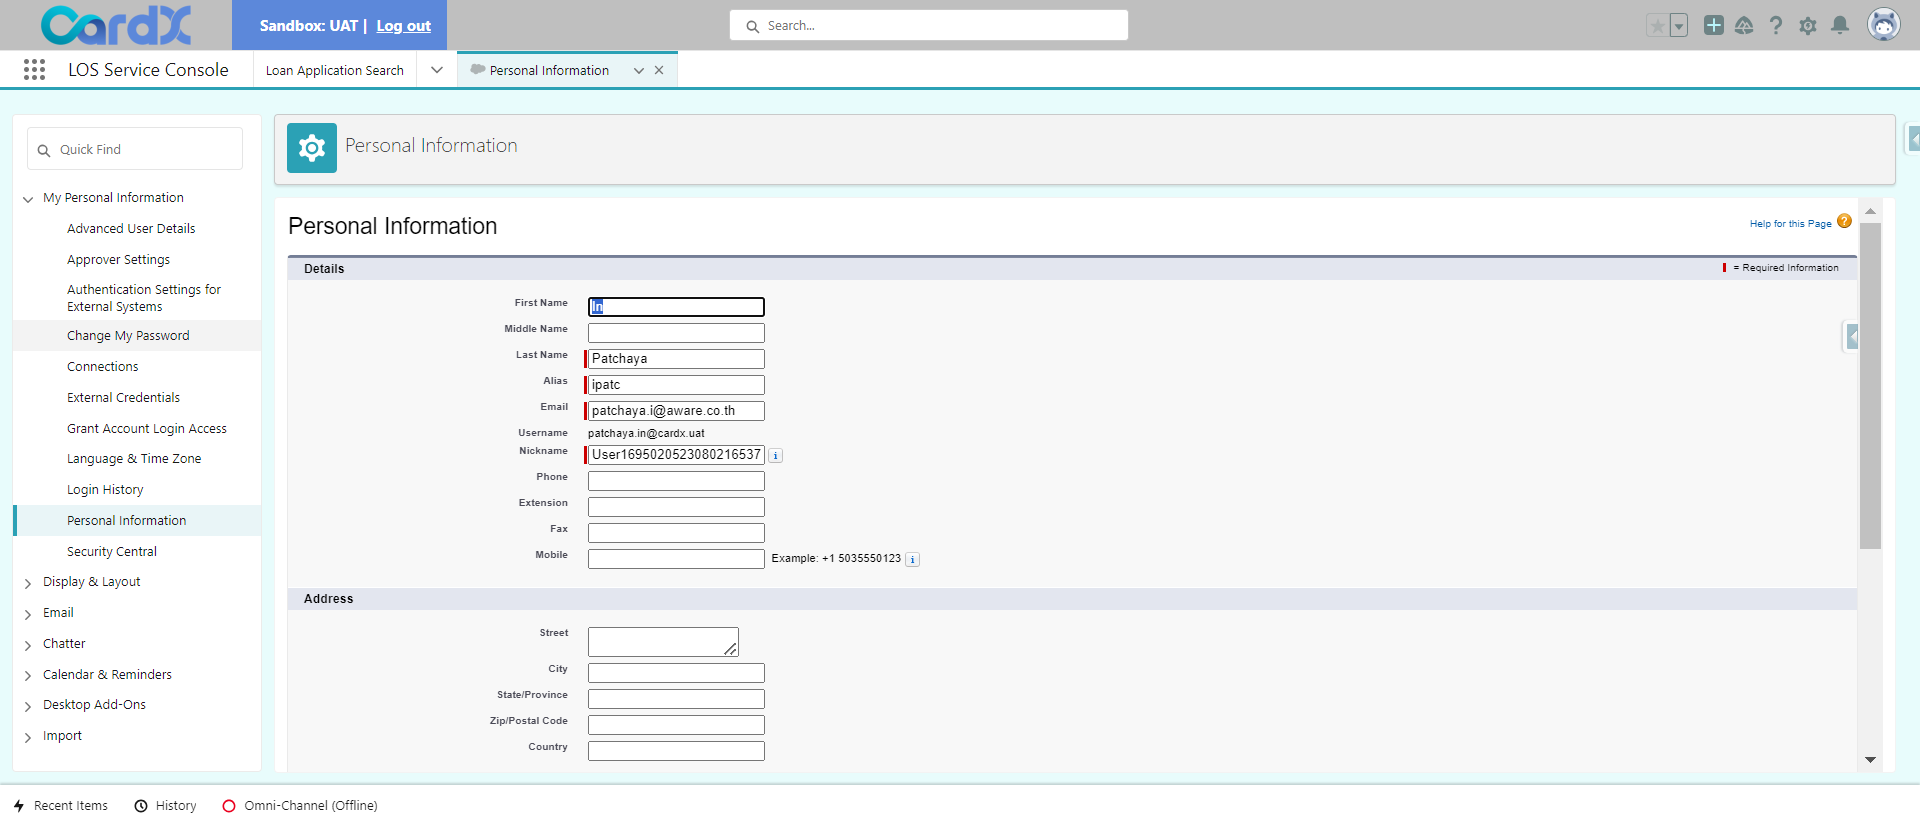 CardX
Sandbox: UAT | Log out
Search...
LOS Service Console
Loan Application Search
Personal Information
Quick Find
My Personal Information
Advanced User Details
Approver Settings
Authentication Settings for
External Systems
Change My Password
Connections
External Credentials
Grant Account Login Access
Language & Time Zone
Login History
Personal Information
Security Central
Display & Layout
Email
Chatter
Calendar & Reminders
Desktop Add-Ons
Import
Personal Information
Personal Information
Help for this Page
Details
= Required Information
First Name In
Middle Name
Last Name Patchaya
Alias ipatc
Email patchaya.i@aware.co.th
Username patchaya.in@cardx.uat
Nickname User1695020523080216537
Phone
Extension
Fax
Mobile Example: +1 5035550123
Address
Street
City
State/Province
Zip/Postal Code
Country
Recent Items History Omni-Channel (Offline)